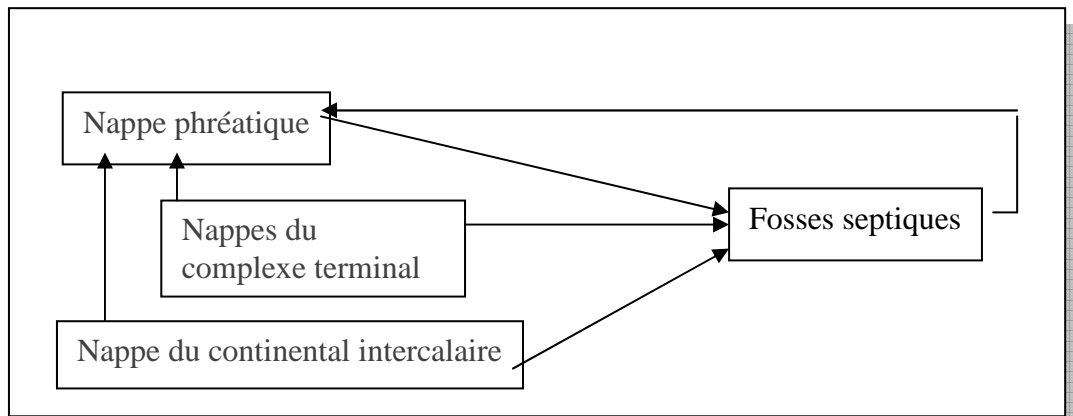 Nappe phréatique
Nappes du
complexe terminal
Fosses septiques
Nappe du continental intercalaire